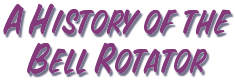 A History of the
Bell Rotator